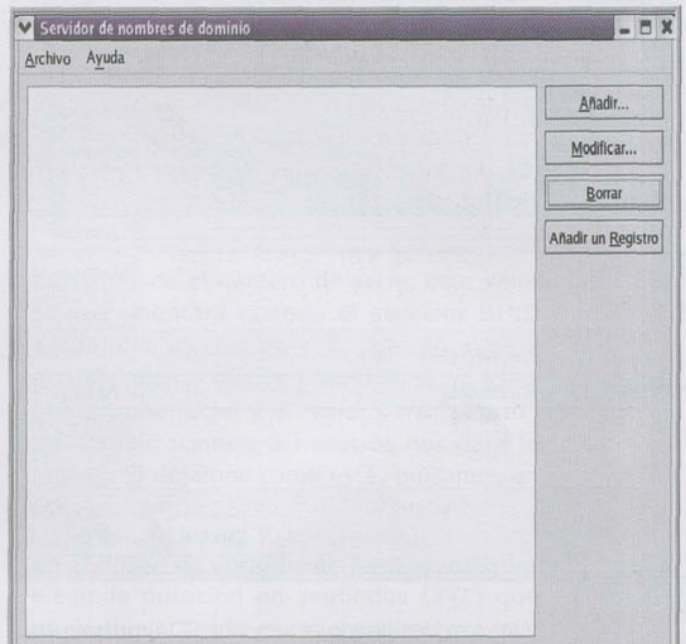 Servidor de nombres de dominio
Archivo Ayuda
Añadir...
Modificar...
Borrar
Añadir un Registro